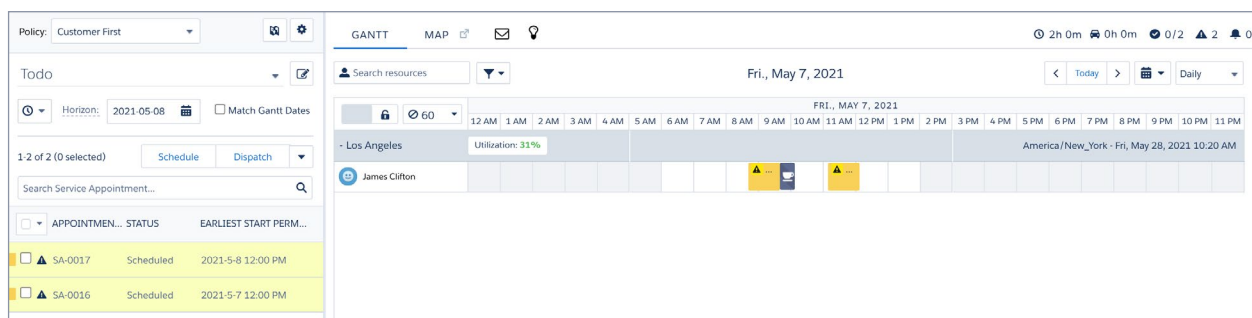 Policy: Customer First
GANTT MAP
2h 0m 0h 0m 0/2 2 0
Todo
Search resources
Fri., May 7, 2021
Today
Daily
Horizon: 2021-05-08
Match Gantt Dates
60
FRI., MAY 7, 2021
12 AM 1 AM 2 AM 3 AM 4 AM 5 AM 6 AM 7 AM 8 AM 9 AM 10 AM 11 AM 12 PM 1 PM 2 PM 3 PM 4 PM 5 PM 6 PM 7 PM 8 PM 9 PM 10 PM 11 PM
1-2 of 2 (0 selected) Schedule Dispatch
- Los Angeles Utilization: 31% America/New_York - Fri, May 28, 2021 10:20 AM
James Clifton ... ...
Search Service Appointment...
APPOINTMEN... STATUS EARLIEST START PERM...
SA-0017 Scheduled 2021-5-8 12:00 PM
SA-0016 Scheduled 2021-5-7 12:00 PM